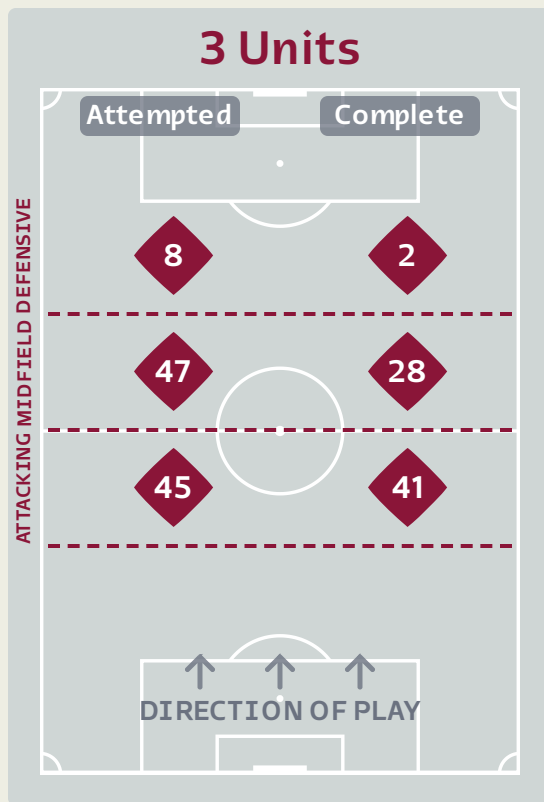 3 Units
Attempted Complete
ATTACKING MIDFIELD DEFENSIVE
8 2
47 28
45 41
DIRECTION OF PLAY